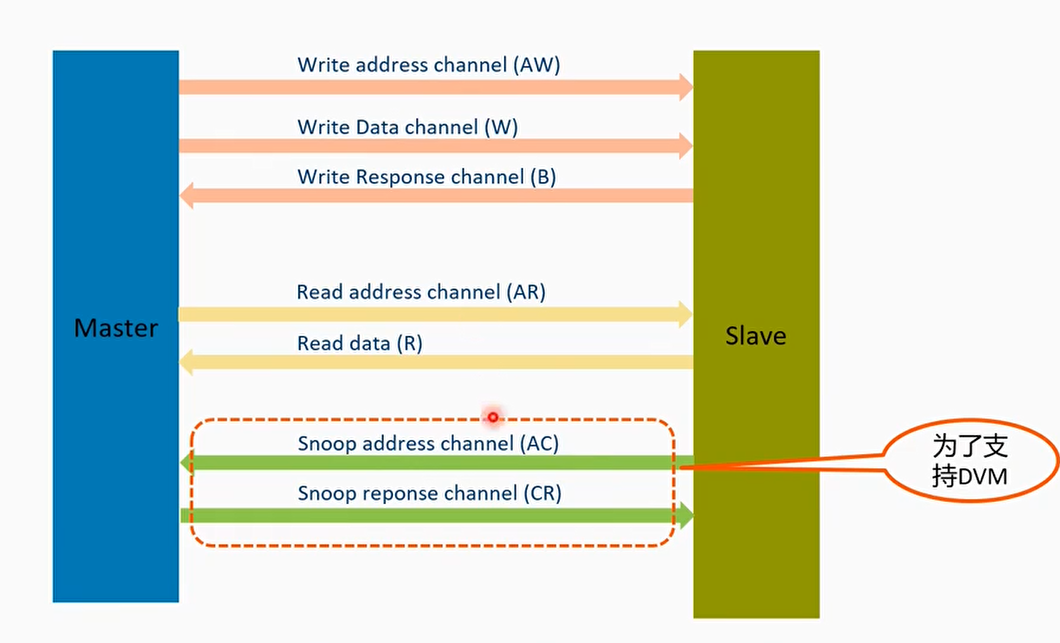 Write address channel (AW)
Write Data channel (W)
Write Response channel (B)
Read address channel (AR)
Master
Slave
Read data (R)
Snoop address channel (AC)
为了支
持DVM
Snoop reponse channel (CR)